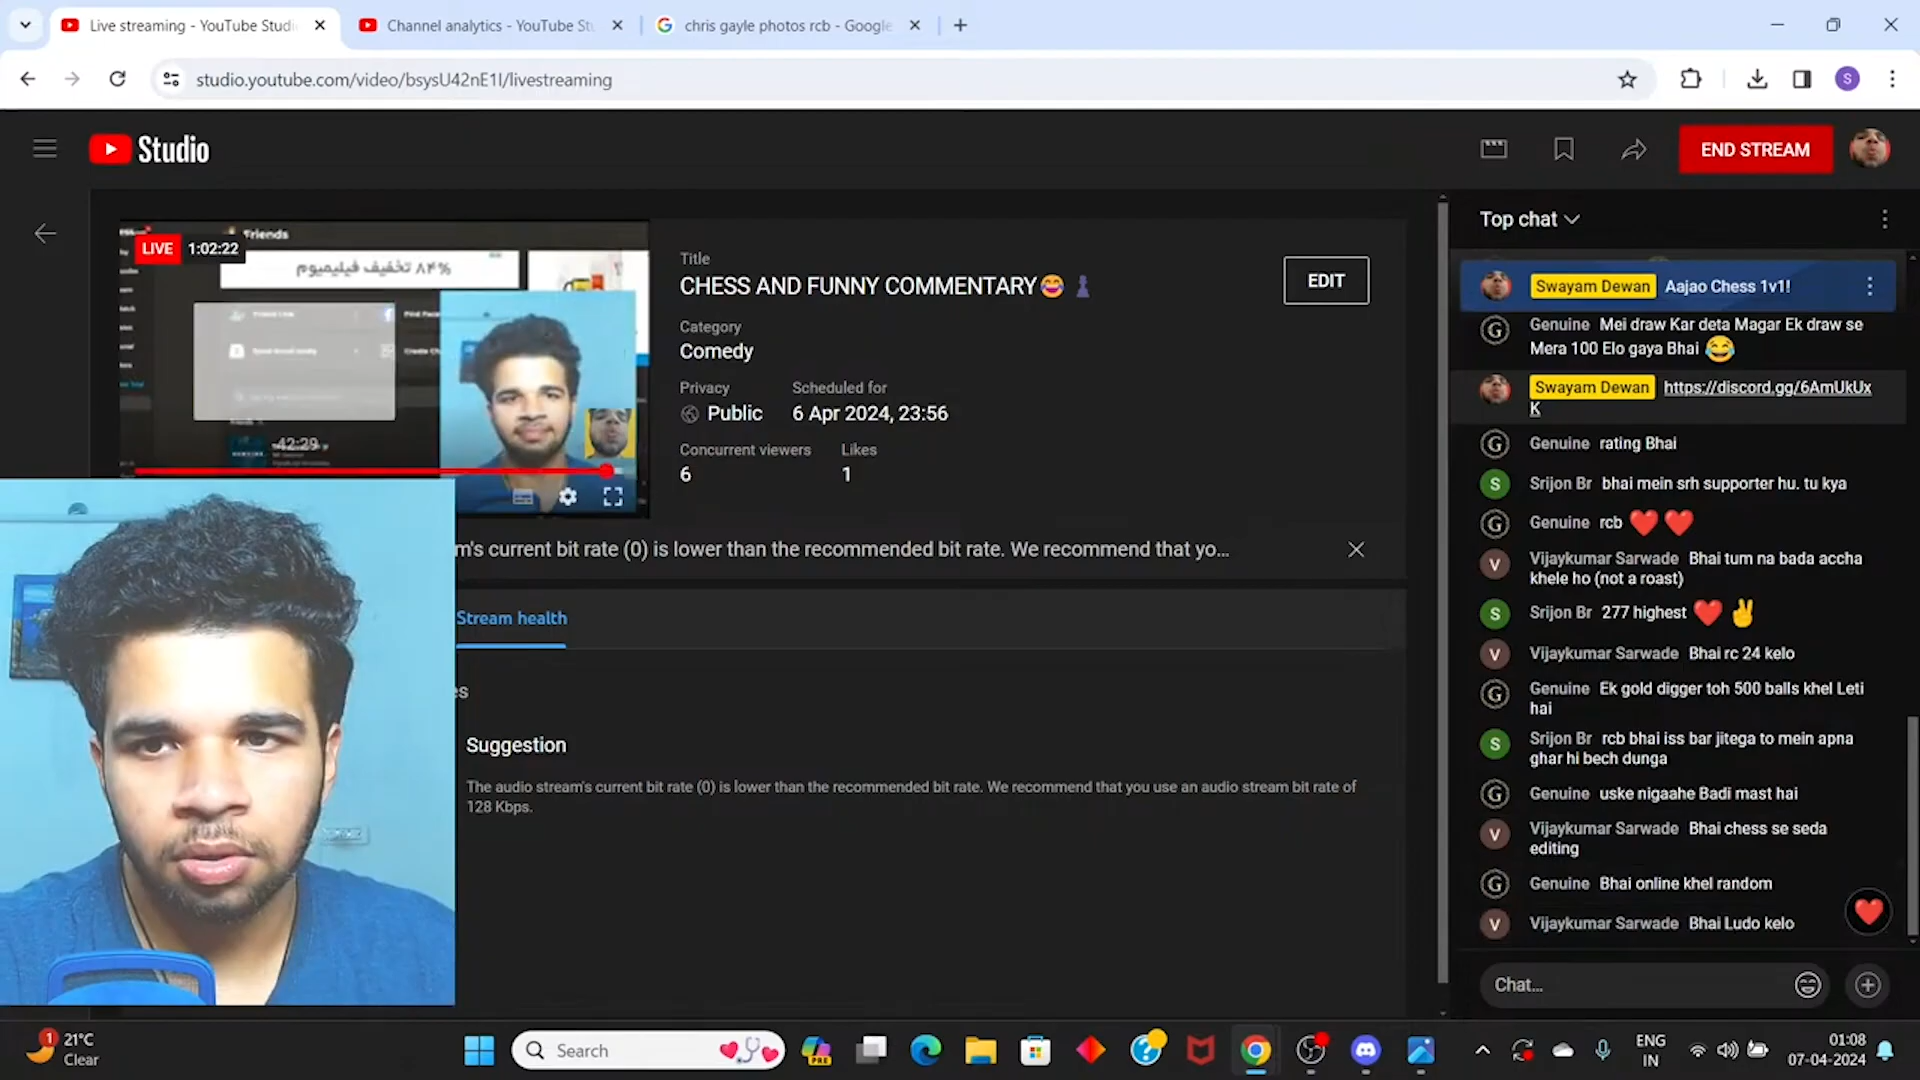 Live streaming - YouTube Studi
Channel analytics - YouTube St
chris gayle photos rcb - Google
studio.youtube.com/video/bsysU42nE1I/livestreaming
S
Studio
END STREAM
LIVE 1:02:22
Friends
۸۴% تخفیف فیلیمیوم
-42:29
Title
CHESS AND FUNNY COMMENTARY😂♟
EDIT
Category
Comedy
Privacy
Scheduled for
Public
6 Apr 2024, 23:56
Concurrent viewers
Likes
6
1
m's current bit rate (0) is lower than the recommended bit rate. We recommend that yo...
Stream health
es
Suggestion
The audio stream's current bit rate (0) is lower than the recommended bit rate. We recommend that you use an audio stream bit rate of
128 Kbps.
Top chat
Swayam Dewan Aajao Chess 1v1!
Genuine Mei draw Kar deta Magar Ek draw se
Mera 100 Elo gaya Bhai 😂
Swayam Dewan https://discord.gg/6AmUkUx
K
Genuine rating Bhai
S Srijon Br bhai mein srh supporter hu. tu kya
Genuine rcb ❤️ ❤️
V Vijaykumar Sarwade Bhai tum na bada accha
khele ho (not a roast)
S Srijon Br 277 highest ❤️ ✌️
V Vijaykumar Sarwade Bhai rc 24 kelo
Genuine Ek gold digger toh 500 balls khel Leti
hai
S Srijon Br rcb bhai iss bar jitega to mein apna
ghar hi bech dunga
Genuine uske nigaahe Badi mast hai
V Vijaykumar Sarwade Bhai chess se seda
editing
Genuine Bhai online khel random
V Vijaykumar Sarwade Bhai Ludo kelo
Chat...
1
21°C
Clear
Search
PRE
ENG
IN
01:08
07-04-2024